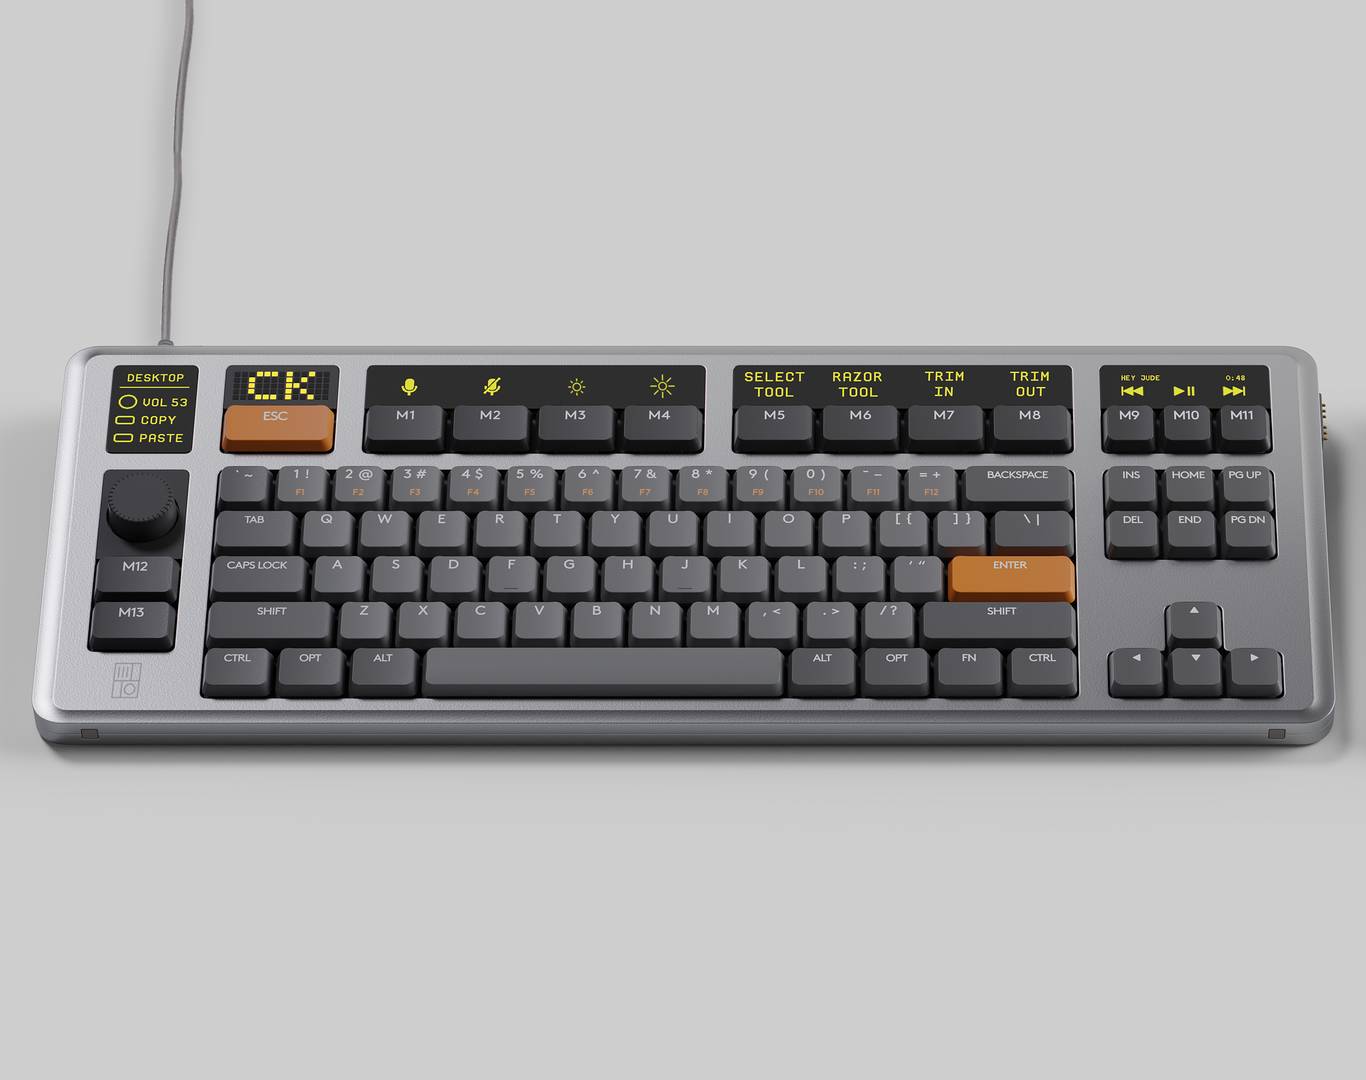 DESKTOP
VOL 53
COPY
PASTE
CK
ESC
M1 M2 M3 M4
SELECT TOOL
RAZOR TOOL
TRIM IN
TRIM OUT
M5 M6 M7 M8
HEY JUDE 0:48
M9 M10 M11
` ~ 1 ! 2 @ 3 # 4 $ 5 % 6 ^ 7 & 8 * 9 ( 0 ) - – = + BACKSPACE
F1 F2 F3 F4 F5 F6 F7 F8 F9 F10 F11 F12
INS HOME PG UP
TAB Q W E R T Y U I O P [ { ] } \ |
DEL END PG DN
M12
CAPS LOCK A S D F G H J K L : ; ' “ ENTER
M13
SHIFT Z X C V B N M , < . > / ? SHIFT
CTRL OPT ALT ALT OPT FN CTRL